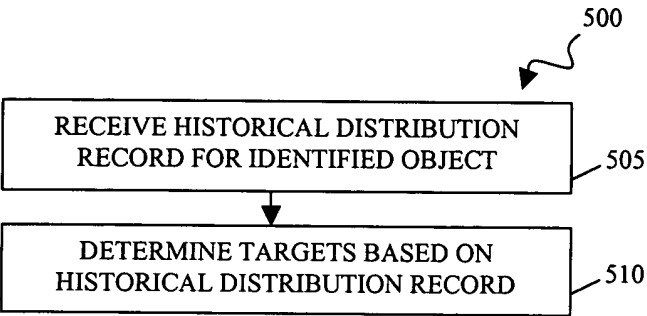 500
RECEIVE HISTORICAL DISTRIBUTION
RECORD FOR IDENTIFIED OBJECT
505
DETERMINE TARGETS BASED ON
HISTORICAL DISTRIBUTION RECORD
510